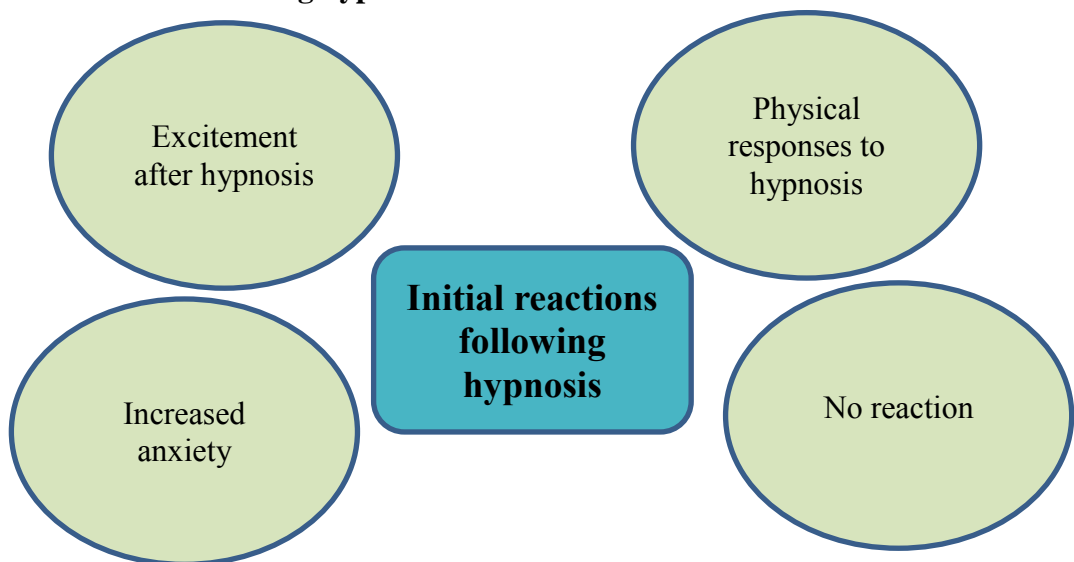 Excitement
after hypnosis
Physical
responses to
hypnosis
Initial reactions
following
hypnosis
Increased
anxiety
No reaction